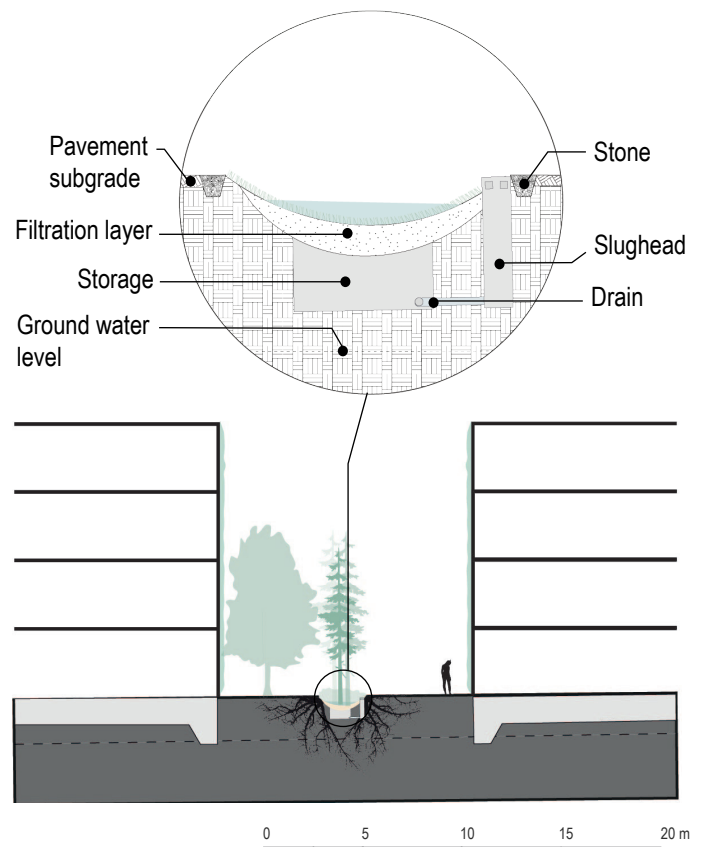 Pavement
subgrade
Stone
Filtration layer
Slughead
Storage
Drain
Ground water
level
0 5 10 15 20 m